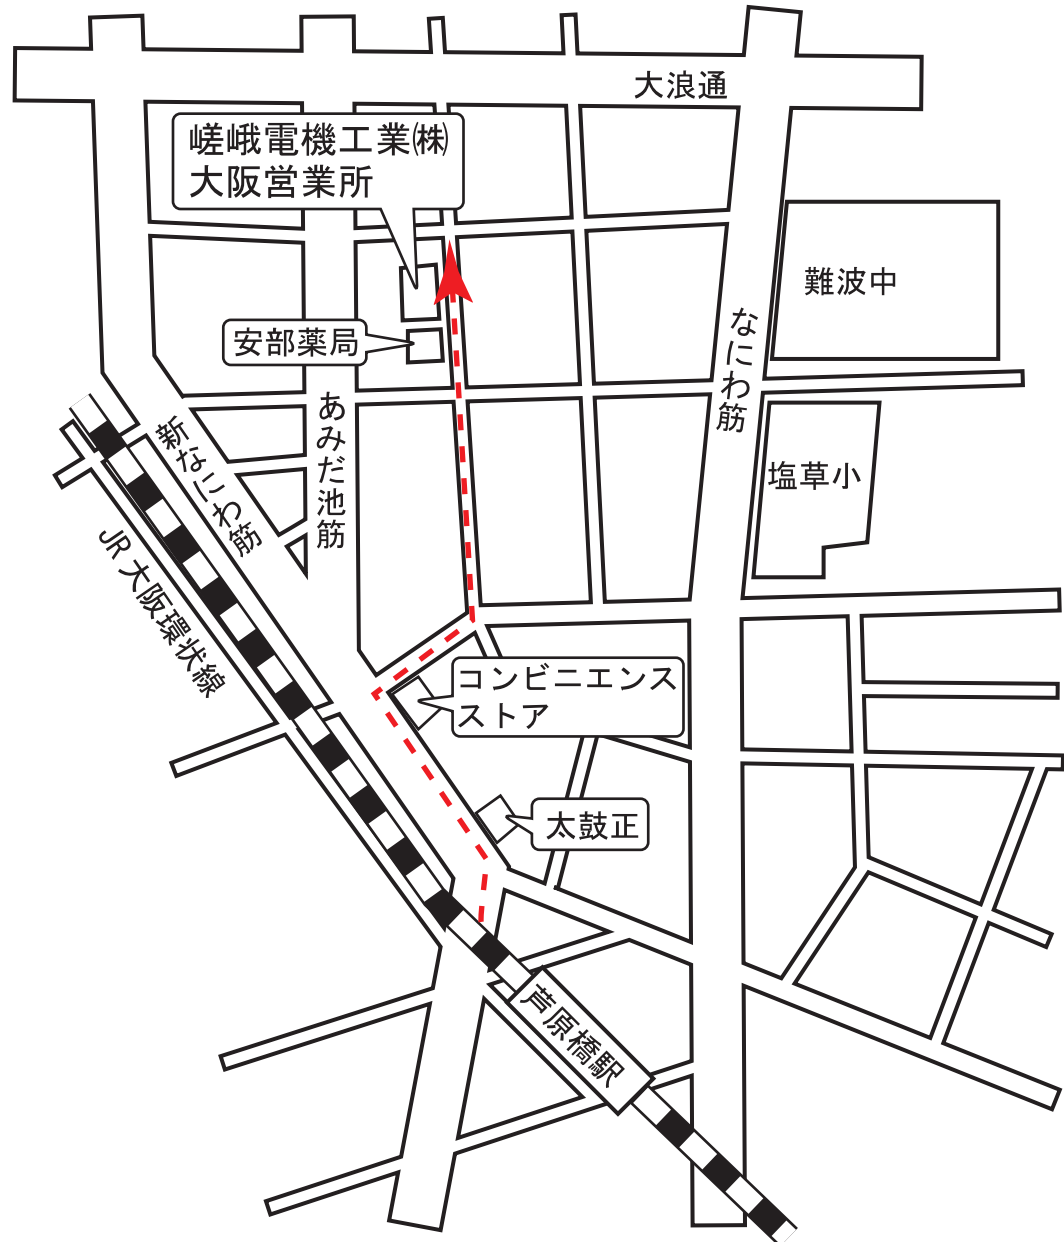 大浪通
嵯峨電機工業㈱
大阪営業所
難波中
安部薬局
なにわ筋
あみだ池筋
新なにわ筋
塩草小
JR大阪環状線
コンビニエンス
ストア
太鼓正
芦原橋駅